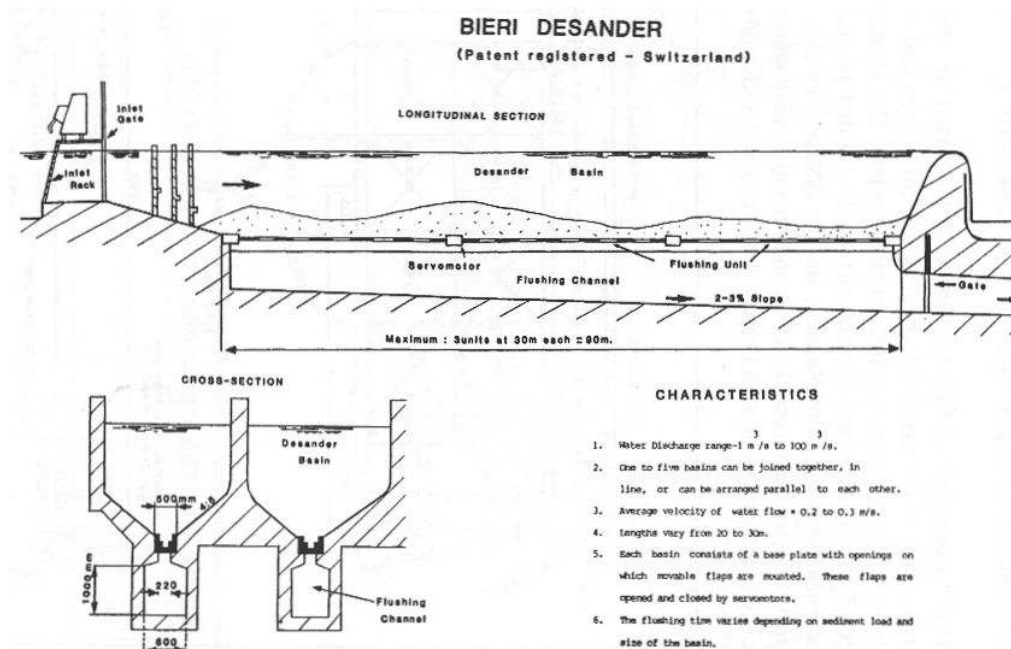 BIERI DESANDER
(Patent registered - Switzerland)
LONGITUDINAL SECTION
Inlet
Gate
Inlet
Rack
Desander Basin
Servomotor
Flushing Unit
Flushing Channel
2-3% Slope
Gate
Maximum : 3units at 30m each = 90m.
CROSS-SECTION
Desander
Basin
600mm
1000mm
220
600
Flushing
Channel
CHARACTERISTICS
1. Water Discharge range-1 m³/s to 100 m³/s.
2. One to five basins can be joined together, in
line, or can be arranged parallel to each other.
3. Average velocity of water flow = 0.2 to 0.3 m/s.
4. Lengths vary from 20 to 30m.
5. Each basin consists of a base plate with openings on
which movable flaps are mounted. These flaps are
opened and closed by servomotors.
6. The flushing time varies depending on sediment load and
size of the basin.